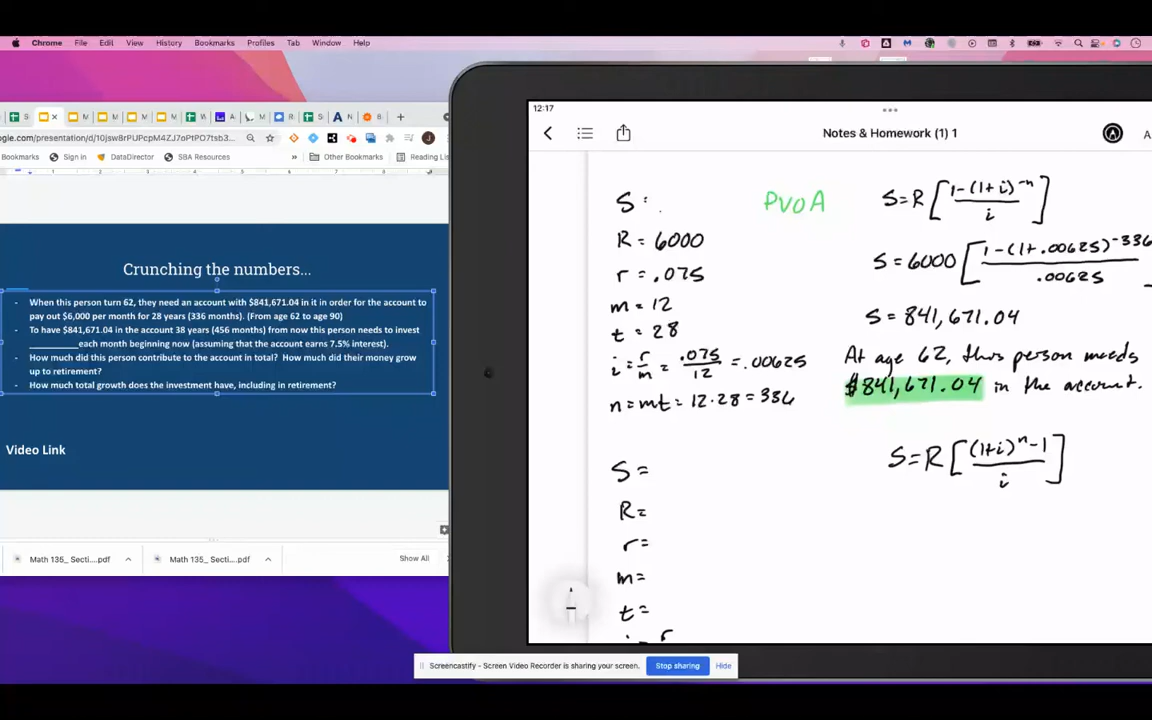 Chrome File Edit View History Bookmarks Profiles Tab Window Help
ogle.com/presentation/d/10jsw8rPUPcpM4ZJ7oPtPO7tsb3...
Bookmarks Sign in DataDirector SBA Resources » Other Bookmarks Reading List
Crunching the numbers...
- When this person turn 62, they need an account with $841,671.04 in it in order for the account to
pay out $6,000 per month for 28 years (336 months). (From age 62 to age 90)
- To have $841,671.04 in the account 38 years (456 months) from now this person needs to invest
__________each month beginning now (assuming that the account earns 7.5% interest).
- How much did this person contribute to the account in total? How much did their money grow
up to retirement?
- How much total growth does the investment have, including in retirement?
Video Link
Math 135_ Secti....pdf Math 135_ Secti....pdf Show All
12:17
Notes & Homework (1) 1
S :
R = 6000
r = .075
m = 12
t = 28
i = r/m = .075/12 = .00625
n = mt = 12·28 = 336
PVOA
S=R[1-(1+i)^-n/i]
S = 6000[1-(1+.00625)^-336/.00625
S = 841,671.04
At age 62, this person needs
$841,671.04 in the account.
S=R[(1+i)^n-1/i]
S =
R=
r=
m=
t=
Screencastify - Screen Video Recorder is sharing your screen. Stop sharing Hide